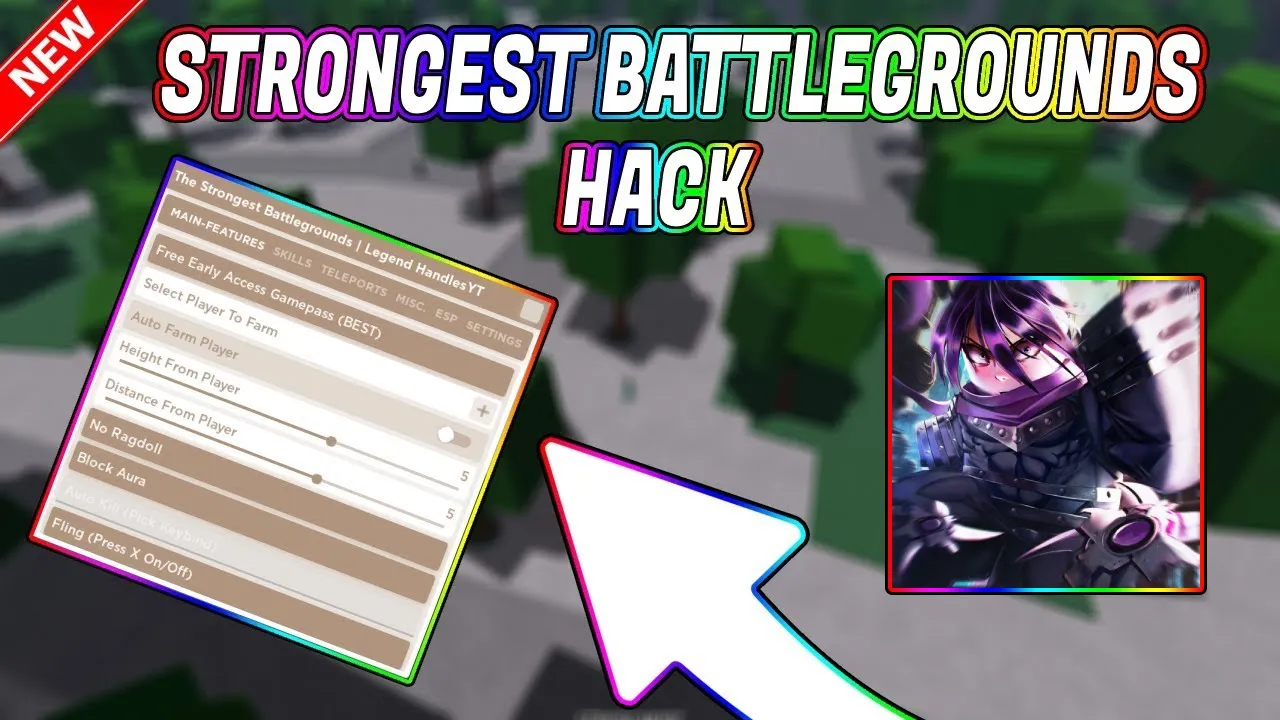 NEW
STRONGEST BATTLEGROUNDS
HACK
The Strongest Battlegrounds | Legend HandlesYT
MAIN-FEATURES SKILLS TELEPORTS MISC. ESP SETTINGS
Free Early Access Gamepass (BEST)
Select Player To Farm
+
Auto Farm Player
Height From Player
5
Distance From Player
5
No Ragdoll
Block Aura
Auto Kill (Pick Keybind)
Fling (Press X On/Off)